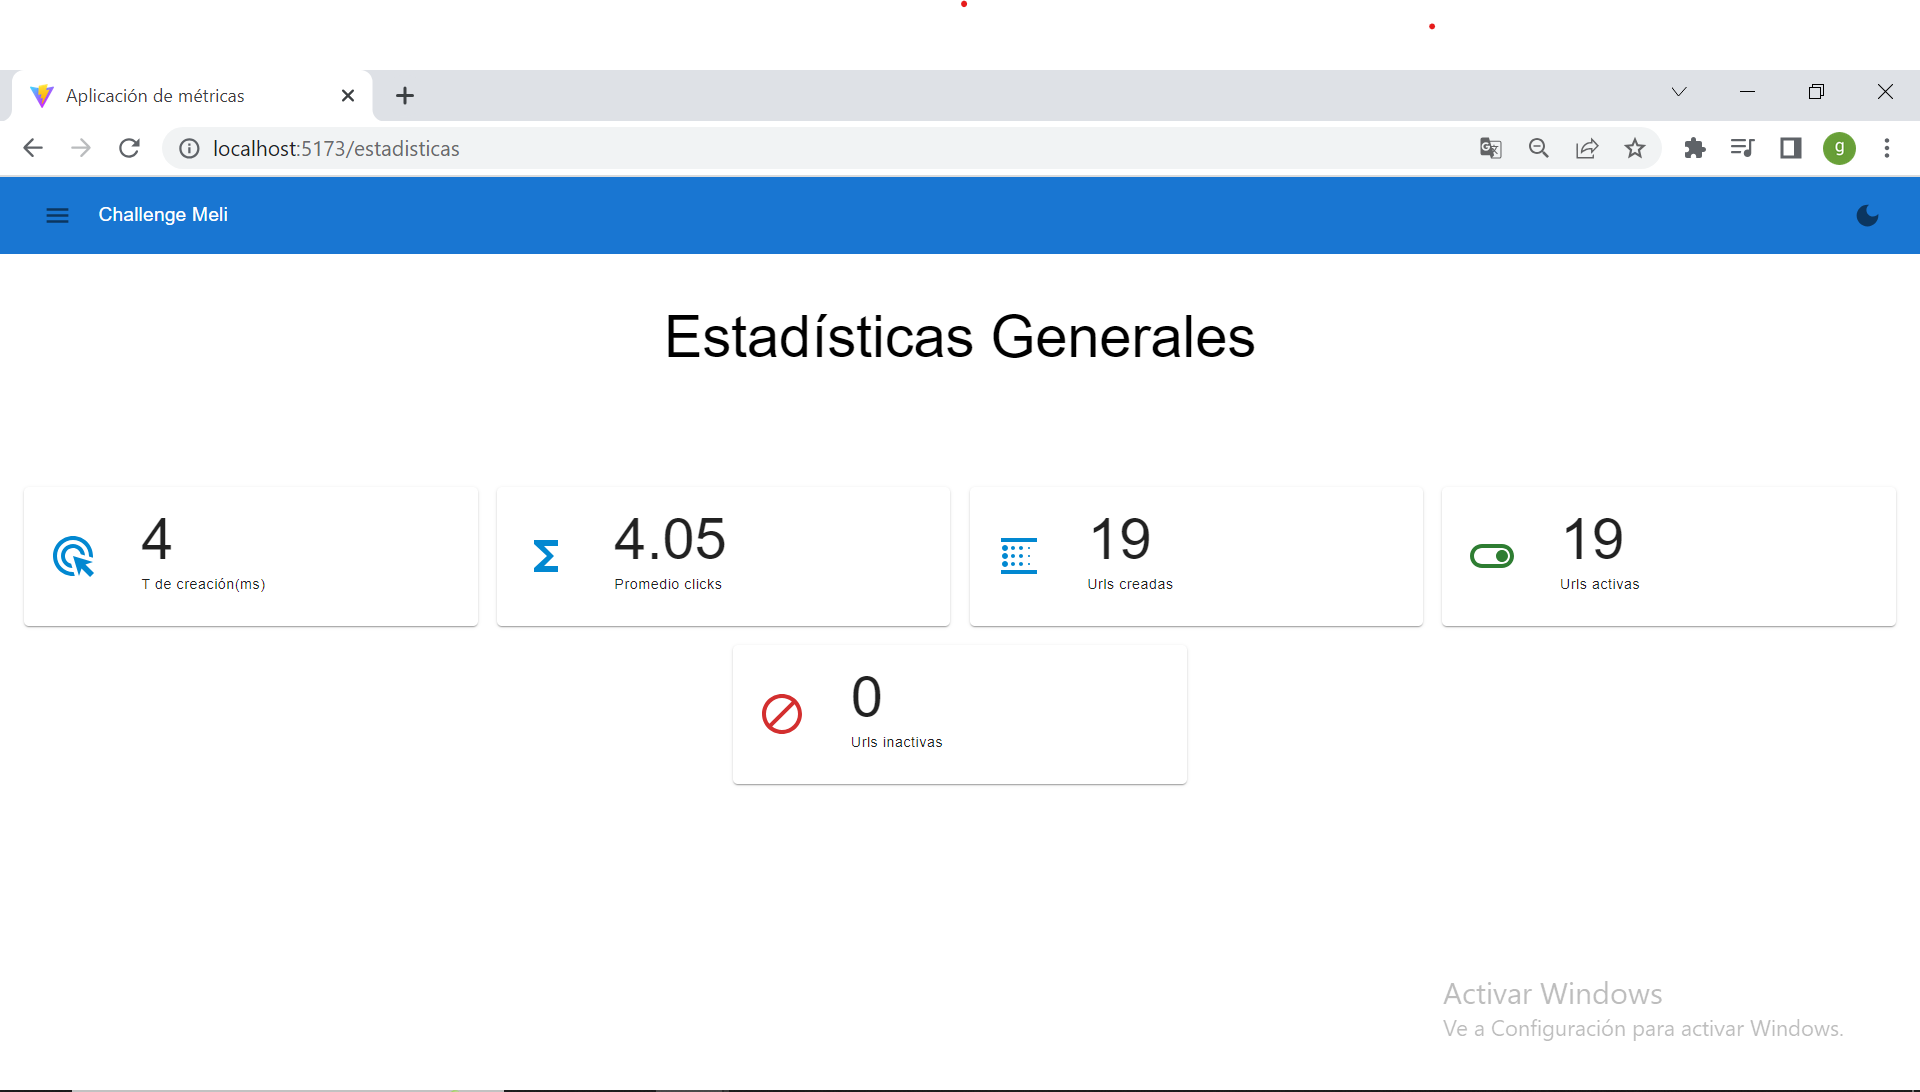 Aplicación de métricas
localhost:5173/estadisticas
g
Challenge Meli
Estadísticas Generales
4
T de creación(ms)
4.05
Promedio clicks
19
Urls creadas
19
Urls activas
0
Urls inactivas
Activar Windows
Ve a Configuración para activar Windows.